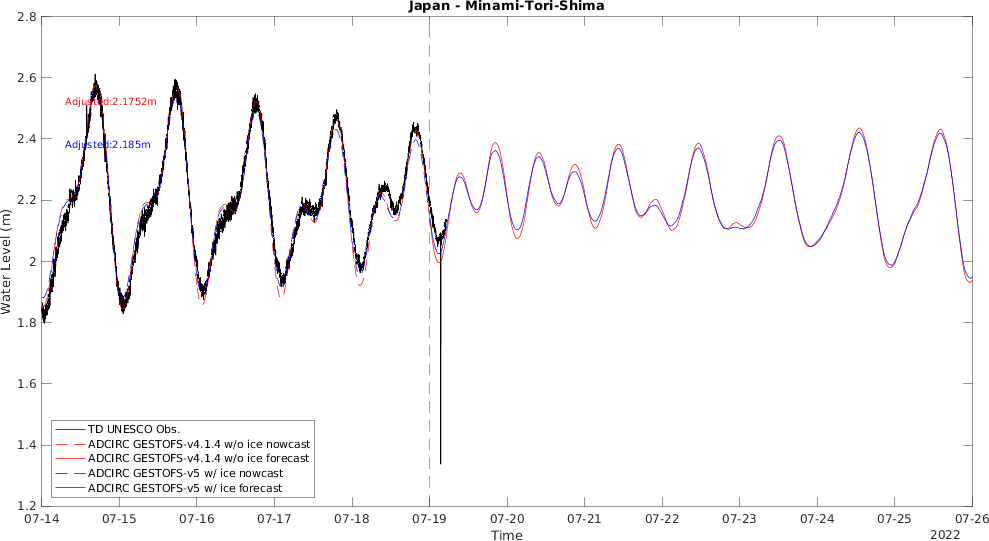 Japan - Minami-Tori-Shima
2.8
2.6
2.4
2.2
2
1.8
1.6
1.4
1.2
Water Level (m)
Adjusted:2.1752m
Adjusted:2.185m
TD UNESCO Obs.
ADCIRC GESTOFS-v4.1.4 w/o ice nowcast
ADCIRC GESTOFS-v4.1.4 w/o ice forecast
ADCIRC GESTOFS-v5 w/ ice nowcast
ADCIRC GESTOFS-v5 w/ ice forecast
07-14 07-15 07-16 07-17 07-18 07-19 07-20 07-21 07-22 07-23 07-24 07-25 07-26
Time
2022